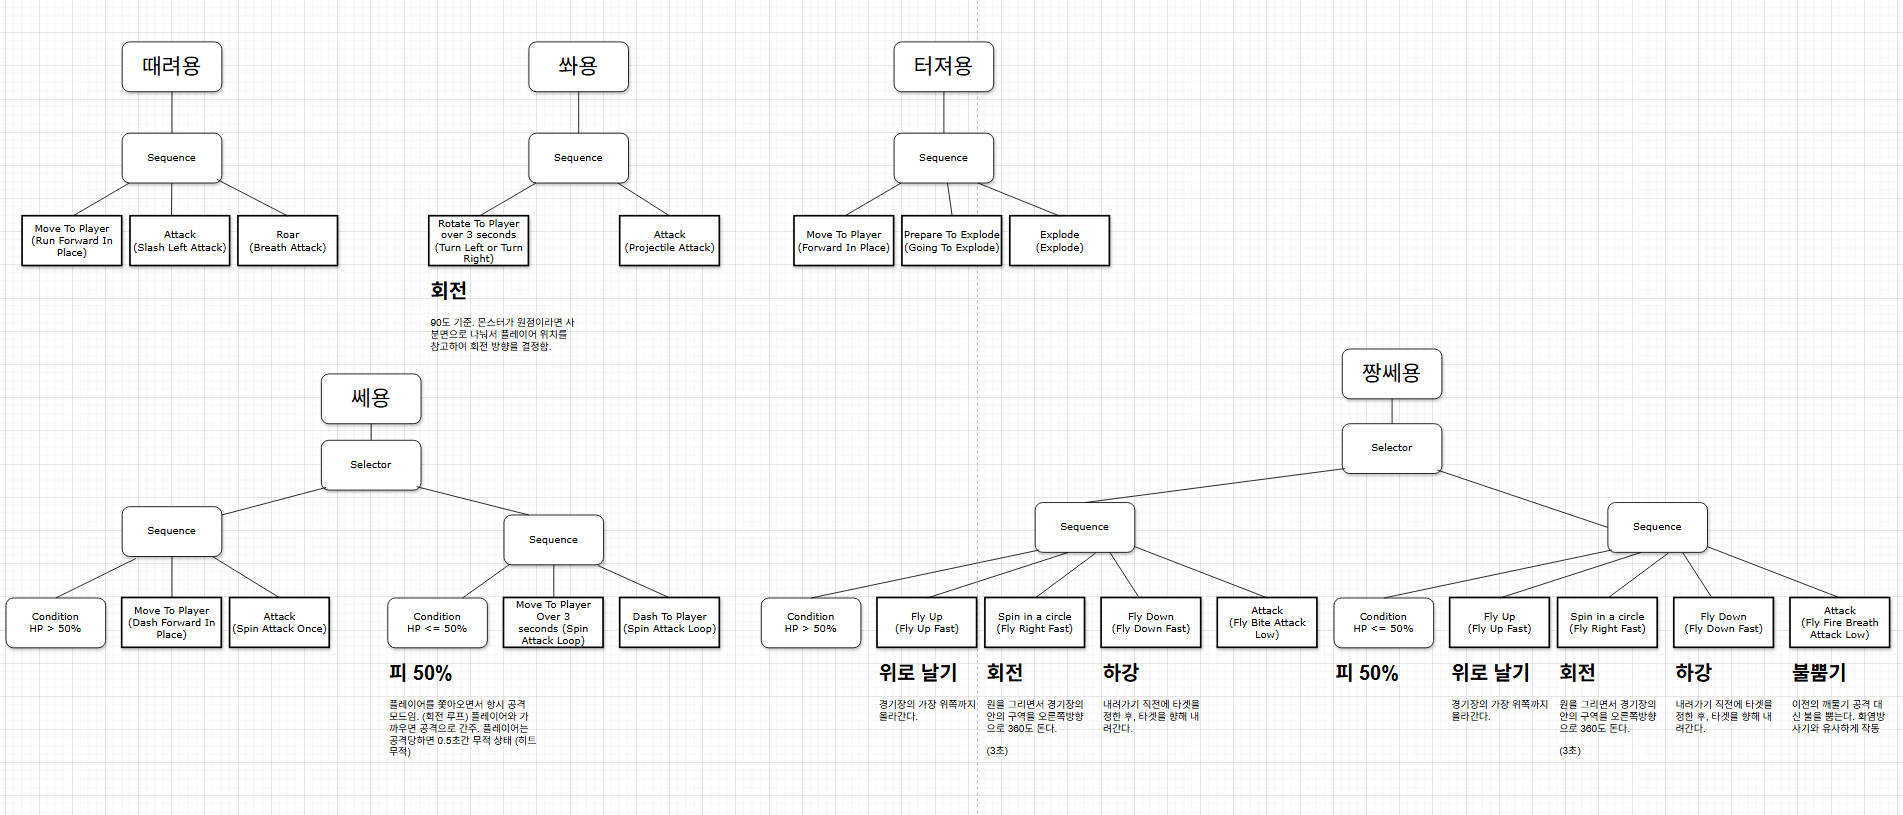 때려용
쏴용
터져용
Sequence
Sequence
Sequence
Move To Player
(Run Forward In
Place)
Attack
(Slash Left Attack)
Roar
(Breath Attack)
Rotate To Player
over 3 seconds
(Turn Left or Turn
Right)
Attack
(Projectile Attack)
Move To Player
(Forward In Place)
Prepare To Explode
(Going To Explode)
Explode
(Explode)
회전
90도 기준. 몬스터가 원점이라면 사
분면으로 나눠서 플레이어 위치를
참고하여 회전 방향을 결정함.
쎄용
Selector
Sequence
Sequence
Condition
HP > 50%
Move To Player
(Dash Forward In
Place)
Attack
(Spin Attack Once)
Condition
HP <= 50%
Move To Player
Over 3
seconds (Spin
Attack Loop)
Dash To Player
(Spin Attack Loop)
피 50%
플레이어를 쫓아오면서 항시 공격
모드임. (회전 루프) 플레이어와 가
까우면 공격으로 간주. 플레이어는
공격당하면 0.5초간 무적 상태 (히트
무적)
짱쎄용
Selector
Sequence
Sequence
Condition
HP > 50%
Fly Up
(Fly Up Fast)
Spin in a circle
(Fly Right Fast)
Fly Down
(Fly Down Fast)
Attack
(Fly Bite Attack
Low)
위로 날기
경기장의 가장 위쪽까지
올라간다.
회전
원을 그리면서 경기장의
안의 구역을 오른쪽방향
으로 360도 돈다.
(3초)
하강
내려가기 직전에 타겟을
정한 후, 타겟을 향해 내
려간다.
Condition
HP <= 50%
Fly Up
(Fly Up Fast)
Spin in a circle
(Fly Right Fast)
Fly Down
(Fly Down Fast)
Attack
(Fly Fire Breath
Attack Low)
피 50%
위로 날기
경기장의 가장 위쪽까지
올라간다.
회전
원을 그리면서 경기장의
안의 구역을 오른쪽방향
으로 360도 돈다.
(3초)
하강
내려가기 직전에 타겟을
정한 후, 타겟을 향해 내
려간다.
불뿜기
이전의 깨물기 공격 대
신 불을 뿜는다. 화염방
사기와 유사하게 작동